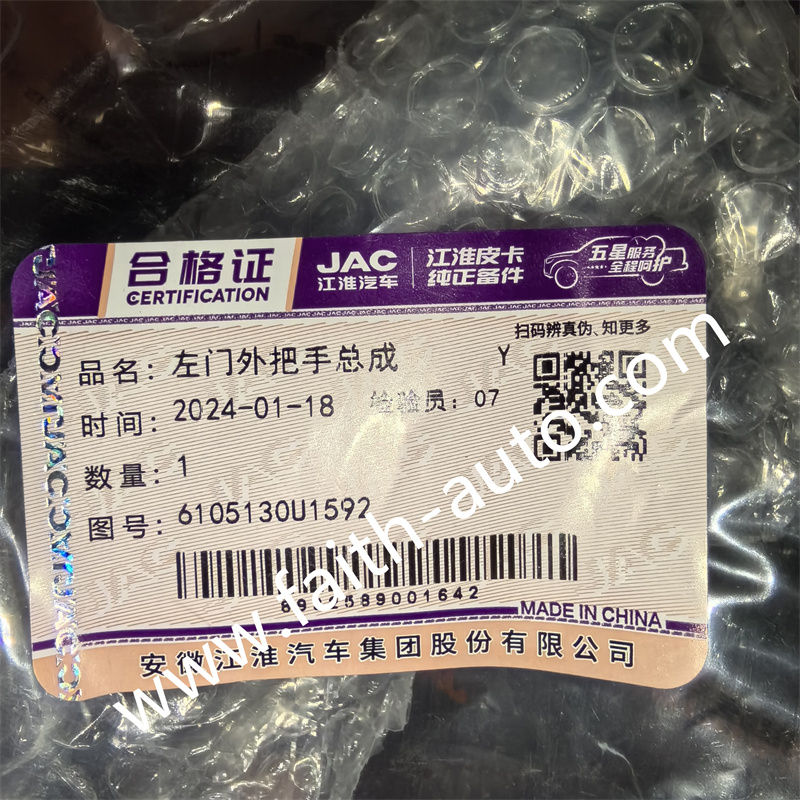 合格证
CERTIFICATION
JAC
江淮汽车
江淮皮卡
纯正备件
五星服务
全程呵护
扫码辨真伪、知更多
品名: 左门外把手总成
Y
时间: 2024-01-18 检验员: 07
数量: 1
图号: 6105130U1592
MADE IN CHINA
安徽江淮汽车集团股份有限公司
www.faith-auto.com